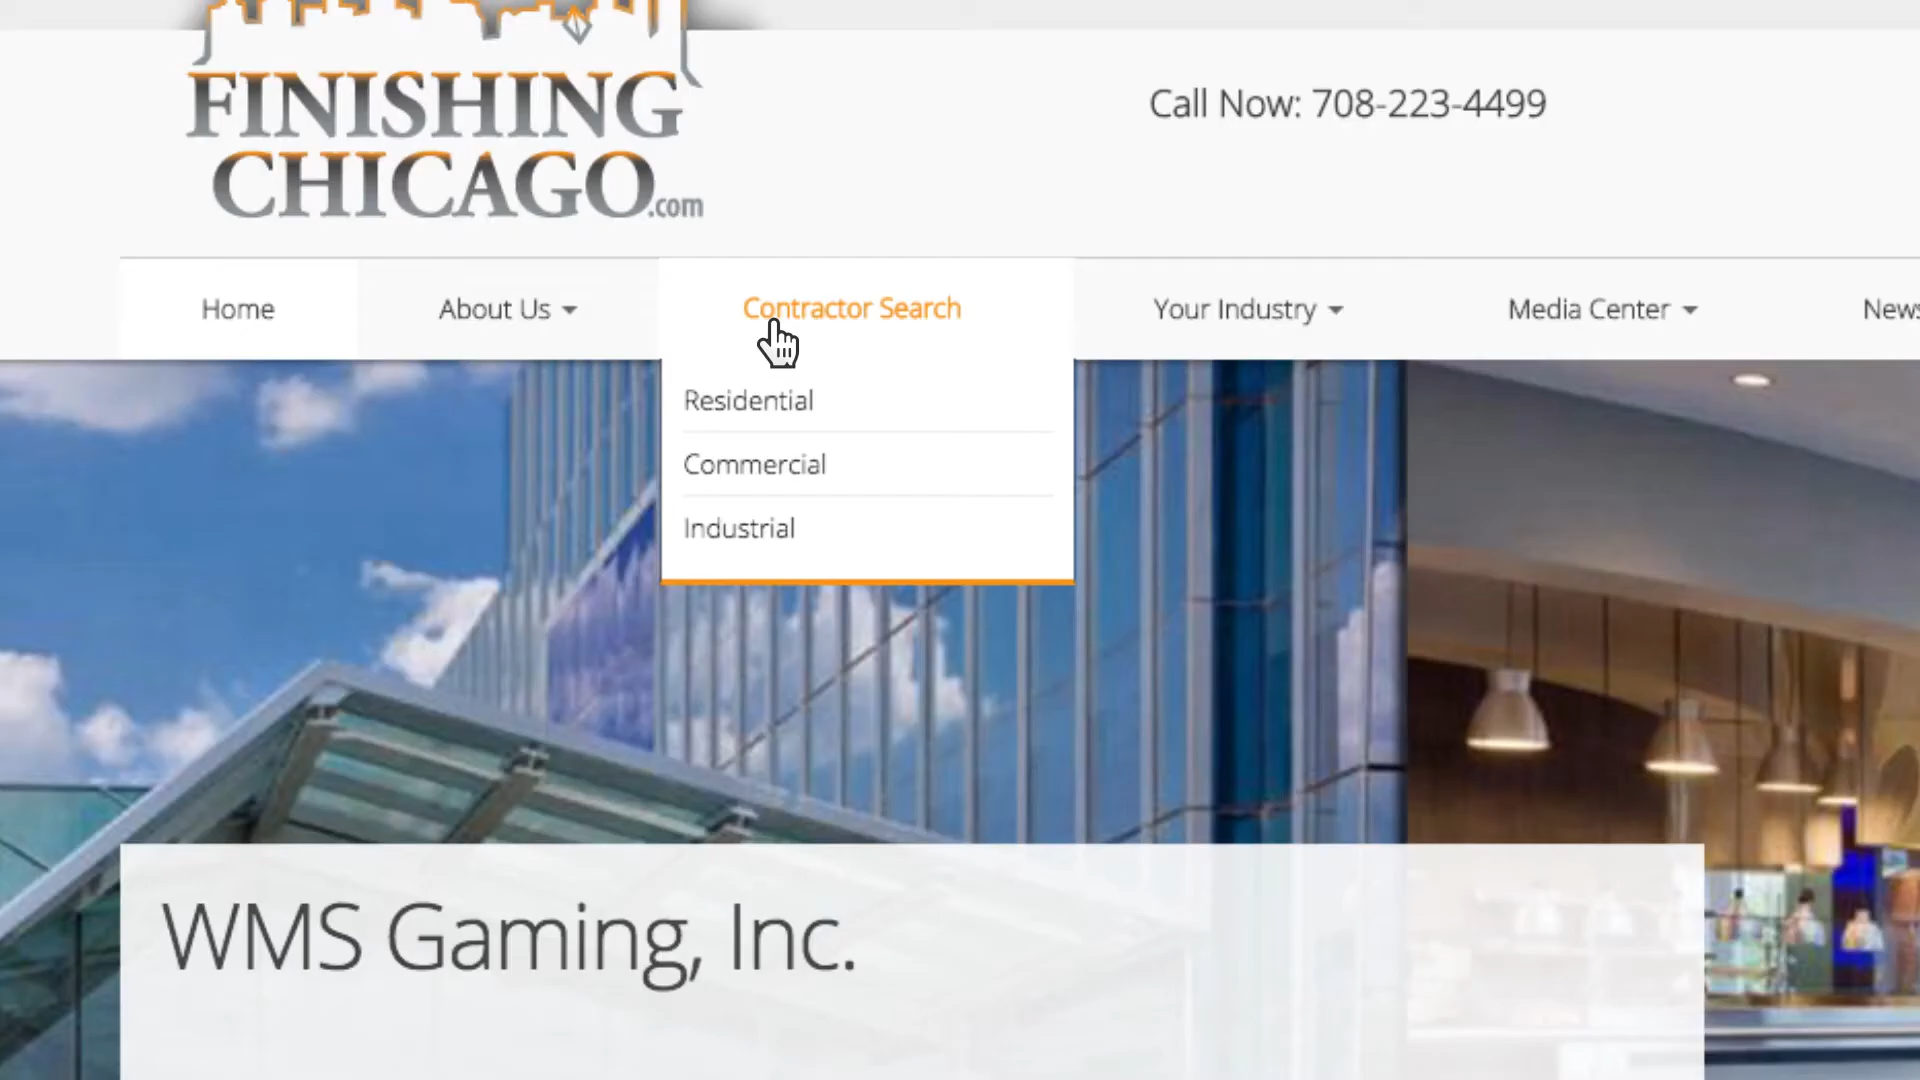 FINISHING
CHICAGO.com
Call Now: 708-223-4499
Home
About Us
Contractor Search
Your Industry
Media Center
News
Residential
Commercial
Industrial
WMS Gaming, Inc.